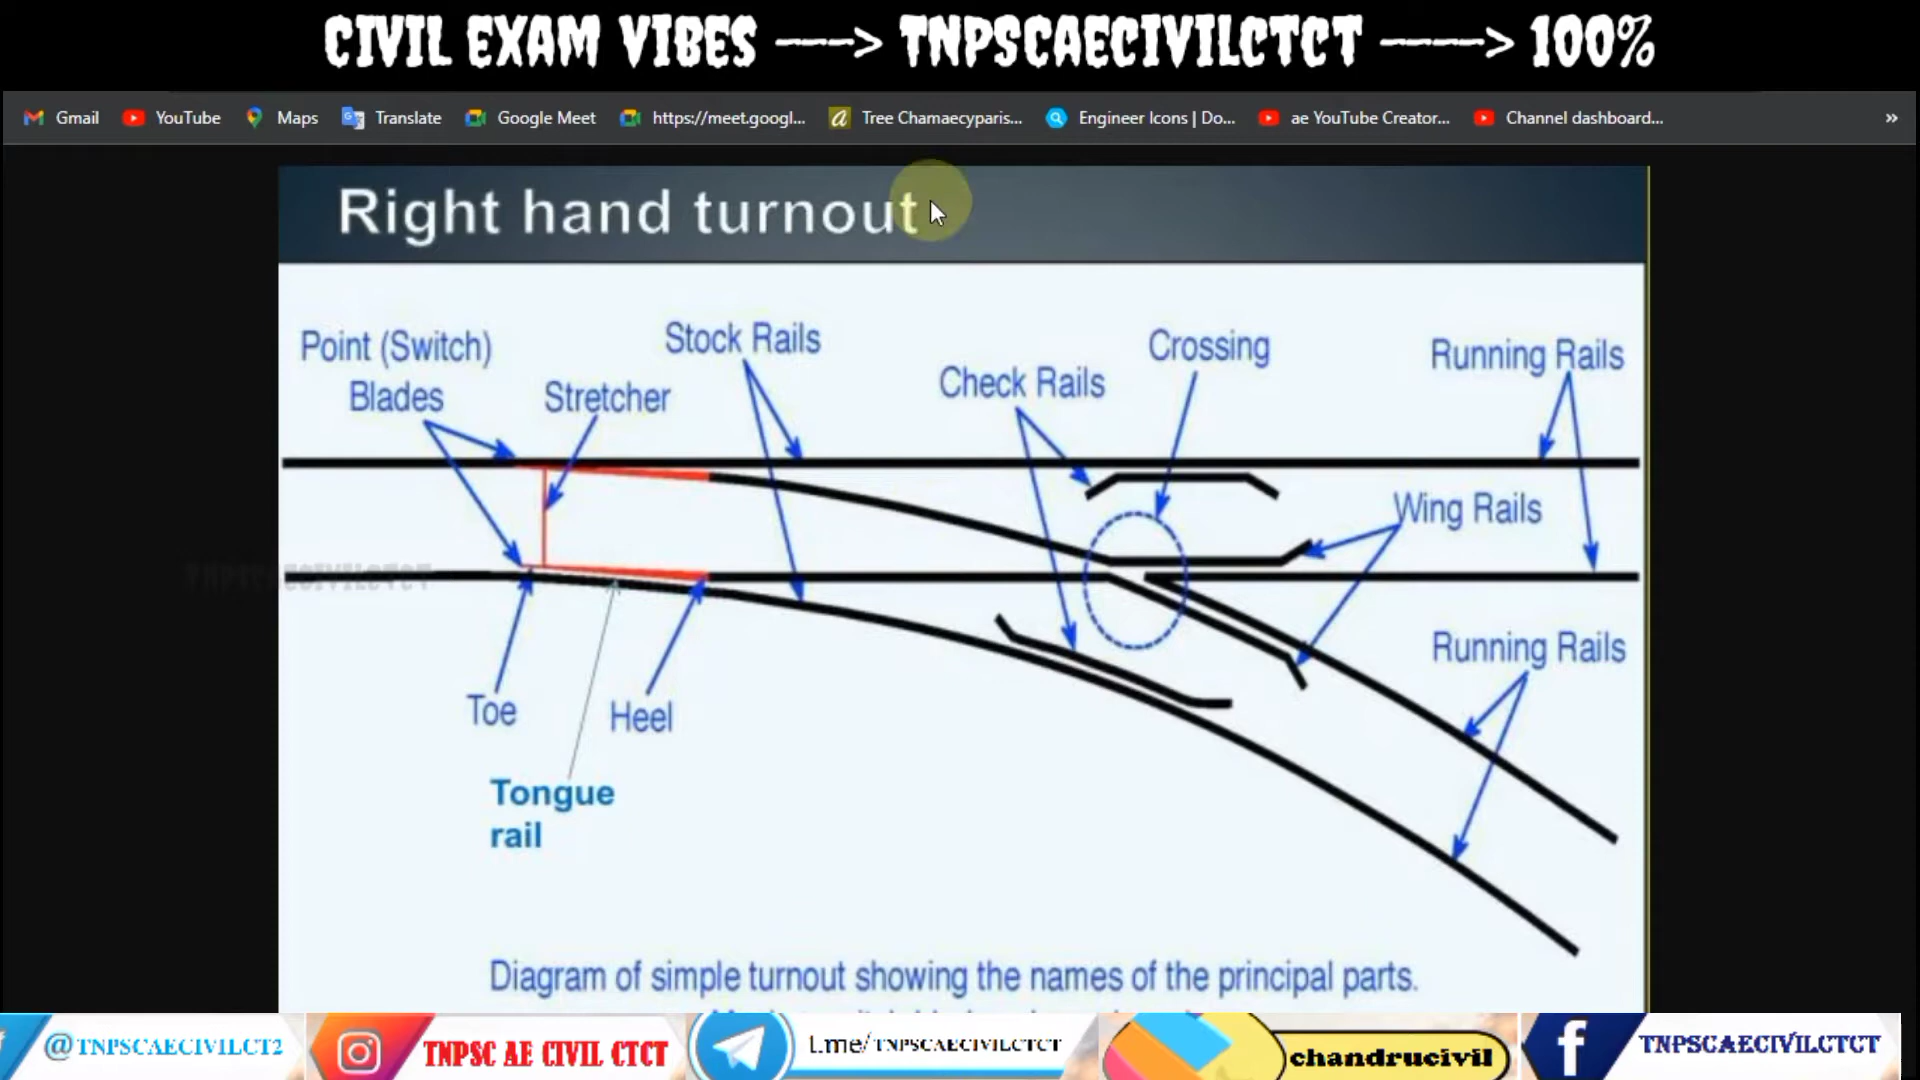 CIVIL EXAM VIBES ---> TNPSCAECIVILCTCT ----> 100%
Gmail YouTube Maps Translate Google Meet https://meet.googl... Tree Chamaecyparis... Engineer Icons | Do... ae YouTube Creator... Channel dashboard... »
Right hand turnout
Point (Switch)
Blades
Stretcher
Stock Rails
Check Rails
Crossing
Running Rails
Wing Rails
TNPSCAECIVILCTCT
Running Rails
Toe
Heel
Tongue
rail
Diagram of simple turnout showing the names of the principal parts.
@TNPSCAECIVILCT2
TNPSC AE CIVIL CTCT
t.me/TNPSCAECIVILCTCT
chandrucivil
TNPSCAECIVILCTCT